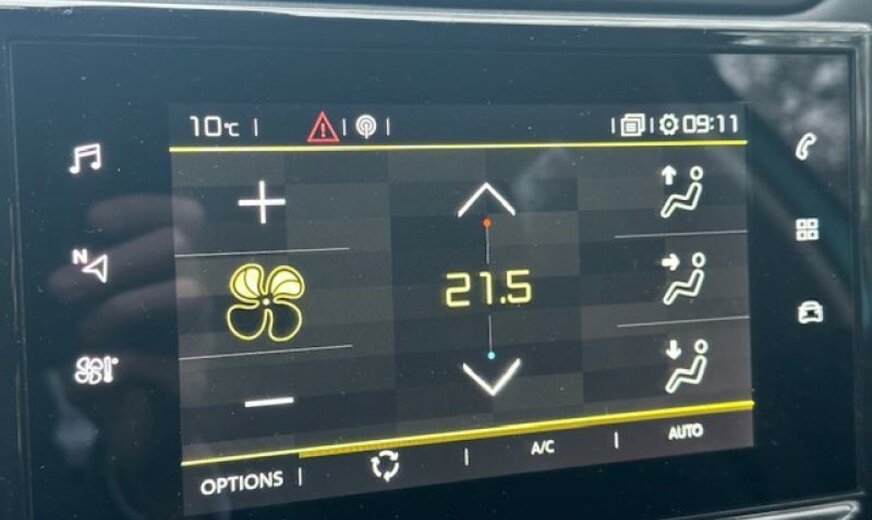 10°C
09:11
N
21.5
OPTIONS
A/C
AUTO